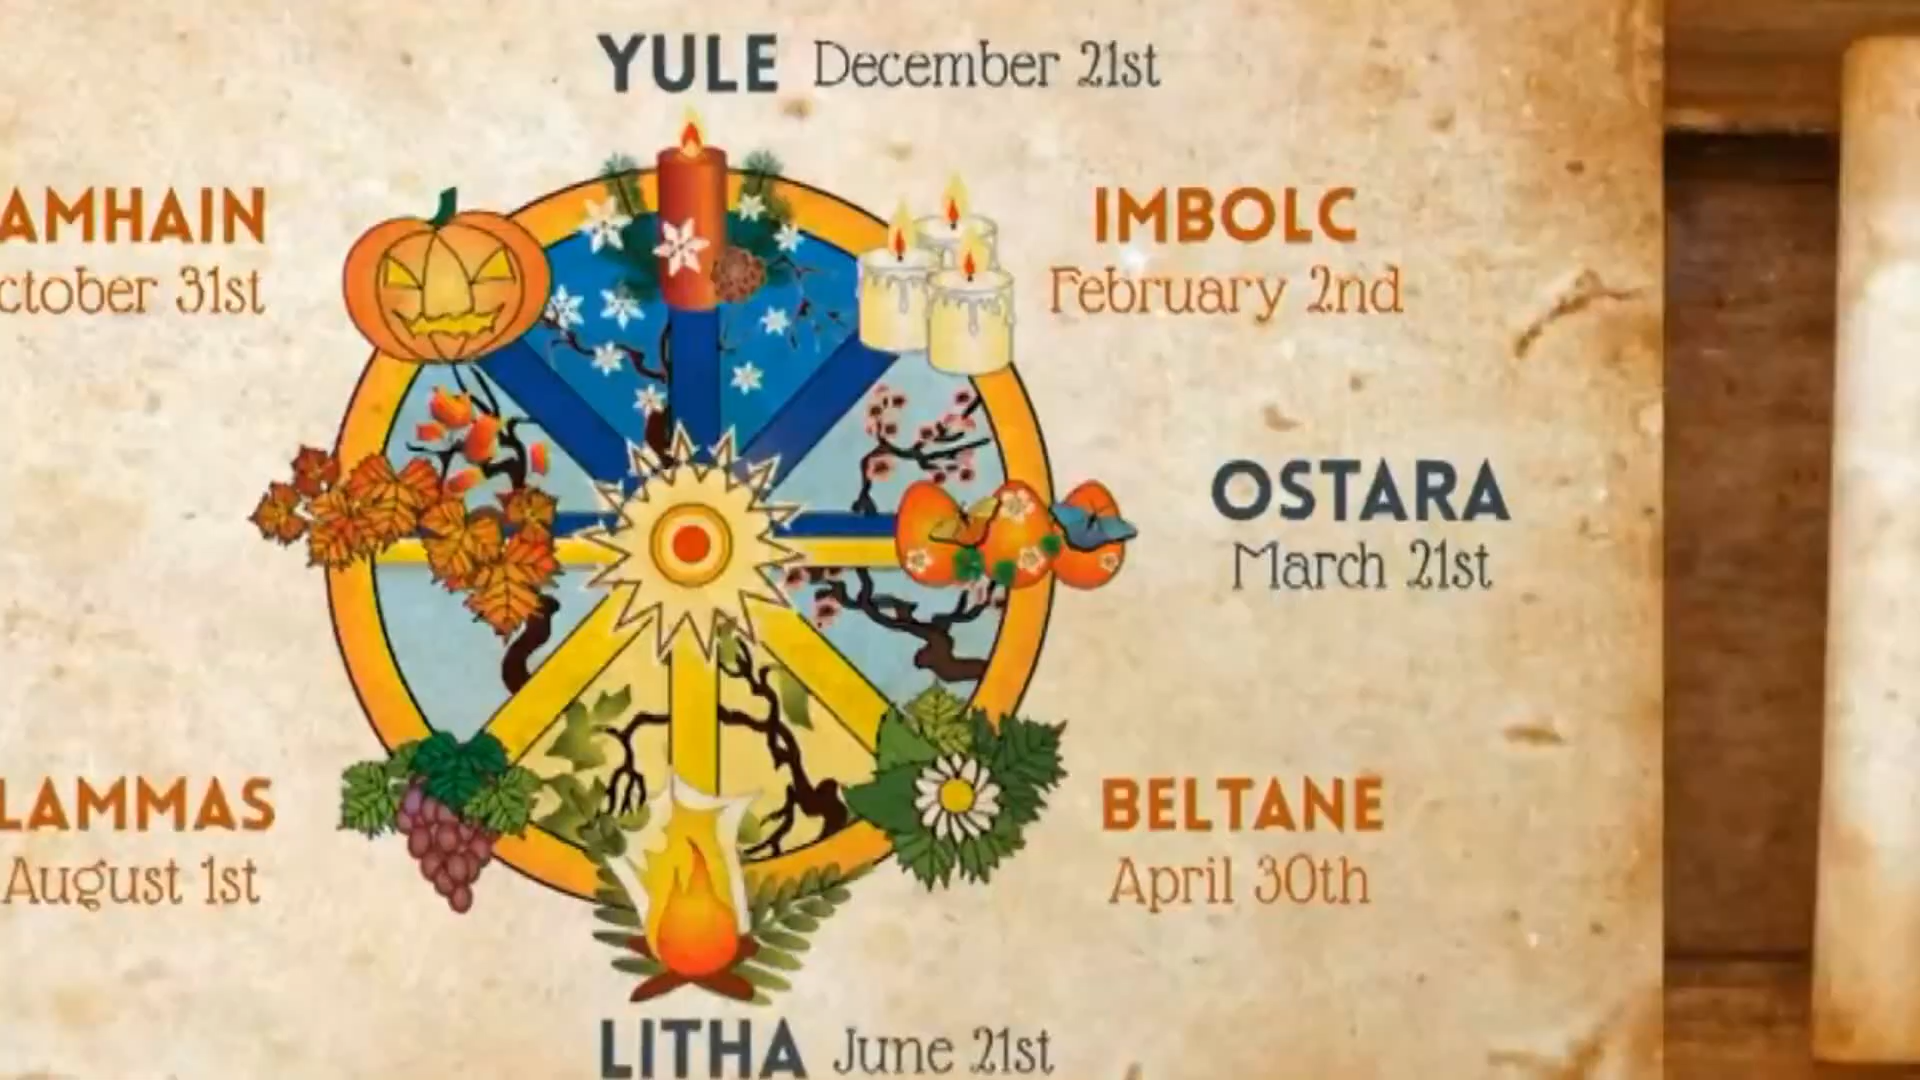 YULE December 21st
AMHAIN
ctober 31st
IMBOLC
February 2nd
OSTARA
March 21st
LAMMAS
August 1st
BELTANE
April 30th
LITHA June 21st